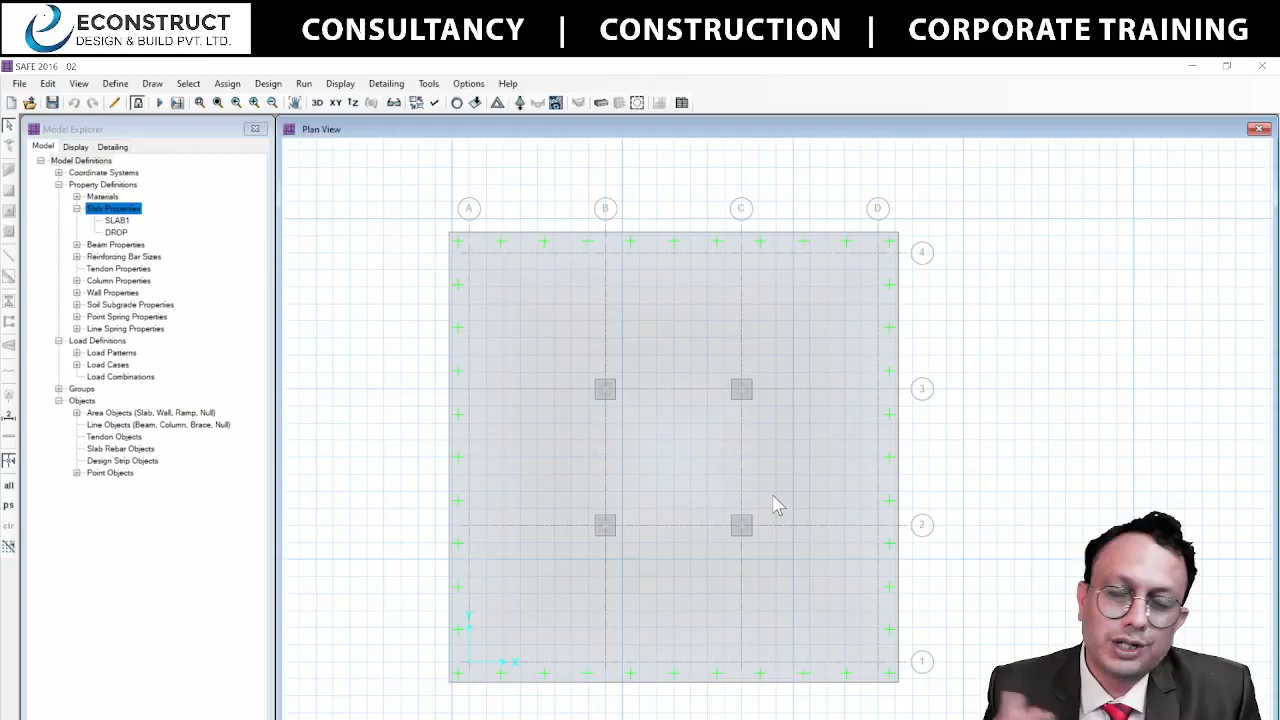 ECONSTRUCT
DESIGN & BUILD PVT. LTD.
CONSULTANCY | CONSTRUCTION | CORPORATE TRAINING
SAFE 2016 - 02
File Edit View Define Draw Select Assign Design Run Display Detailing Tools Options Help
3D XY
Model Explorer
Plan View
Model Display Detailing
Model Definitions
Coordinate Systems
Property Definitions
Materials
Slab Properties
SLAB1
DROP
Beam Properties
Reinforcing Bar Sizes
Tendon Properties
Column Properties
Wall Properties
Soil Subgrade Properties
Point Spring Properties
Line Spring Properties
Load Definitions
Load Patterns
Load Cases
Load Combinations
Groups
Objects
Area Objects (Slab, Wall, Ramp, Null)
Line Objects (Beam, Column, Brace, Null)
Tendon Objects
Slab Rebar Objects
Design Strip Objects
Point Objects
all
ps
clr
A B C D
4
3
2
1
Y
X